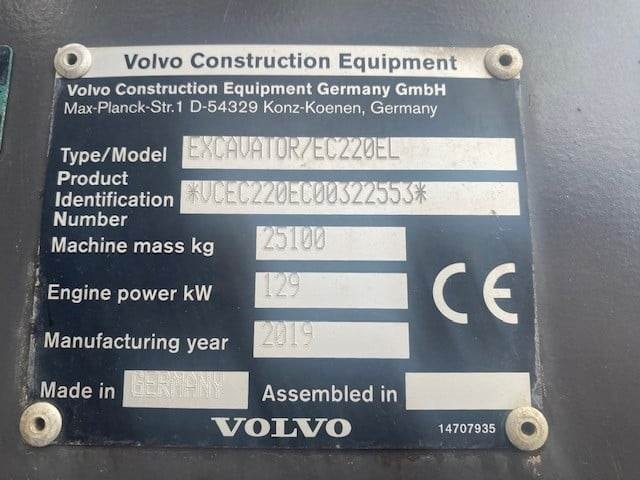 Volvo Construction Equipment
Volvo Construction Equipment Germany GmbH
Max-Planck-Str.1 D-54329 Konz-Koenen, Germany
Type/Model EXCAVATOR/EC220EL
Product
Identification *VCEC220EC00322553*
Number
Machine mass kg 25100
Engine power kW 129
CE
Manufacturing year 2019
Made in GERMANY Assembled in
VOLVO 14707935